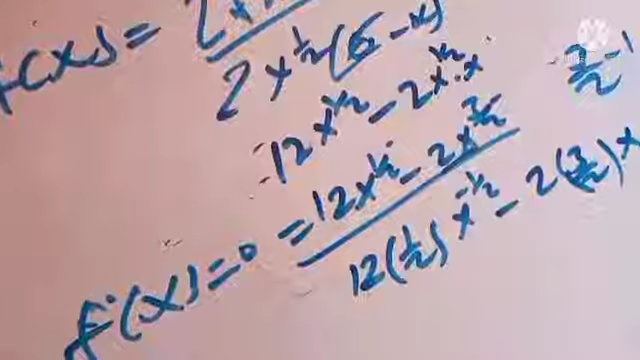 f(x) =
2x^{1/2}(6-x)
= 12x^{1/2} - 2x^{1/2}·x
3/2 -1
= 12x^{1/2} - 2x^{3/2}
f'(x)=0
12(1/2)x^{-1/2} - 2(3/2)x